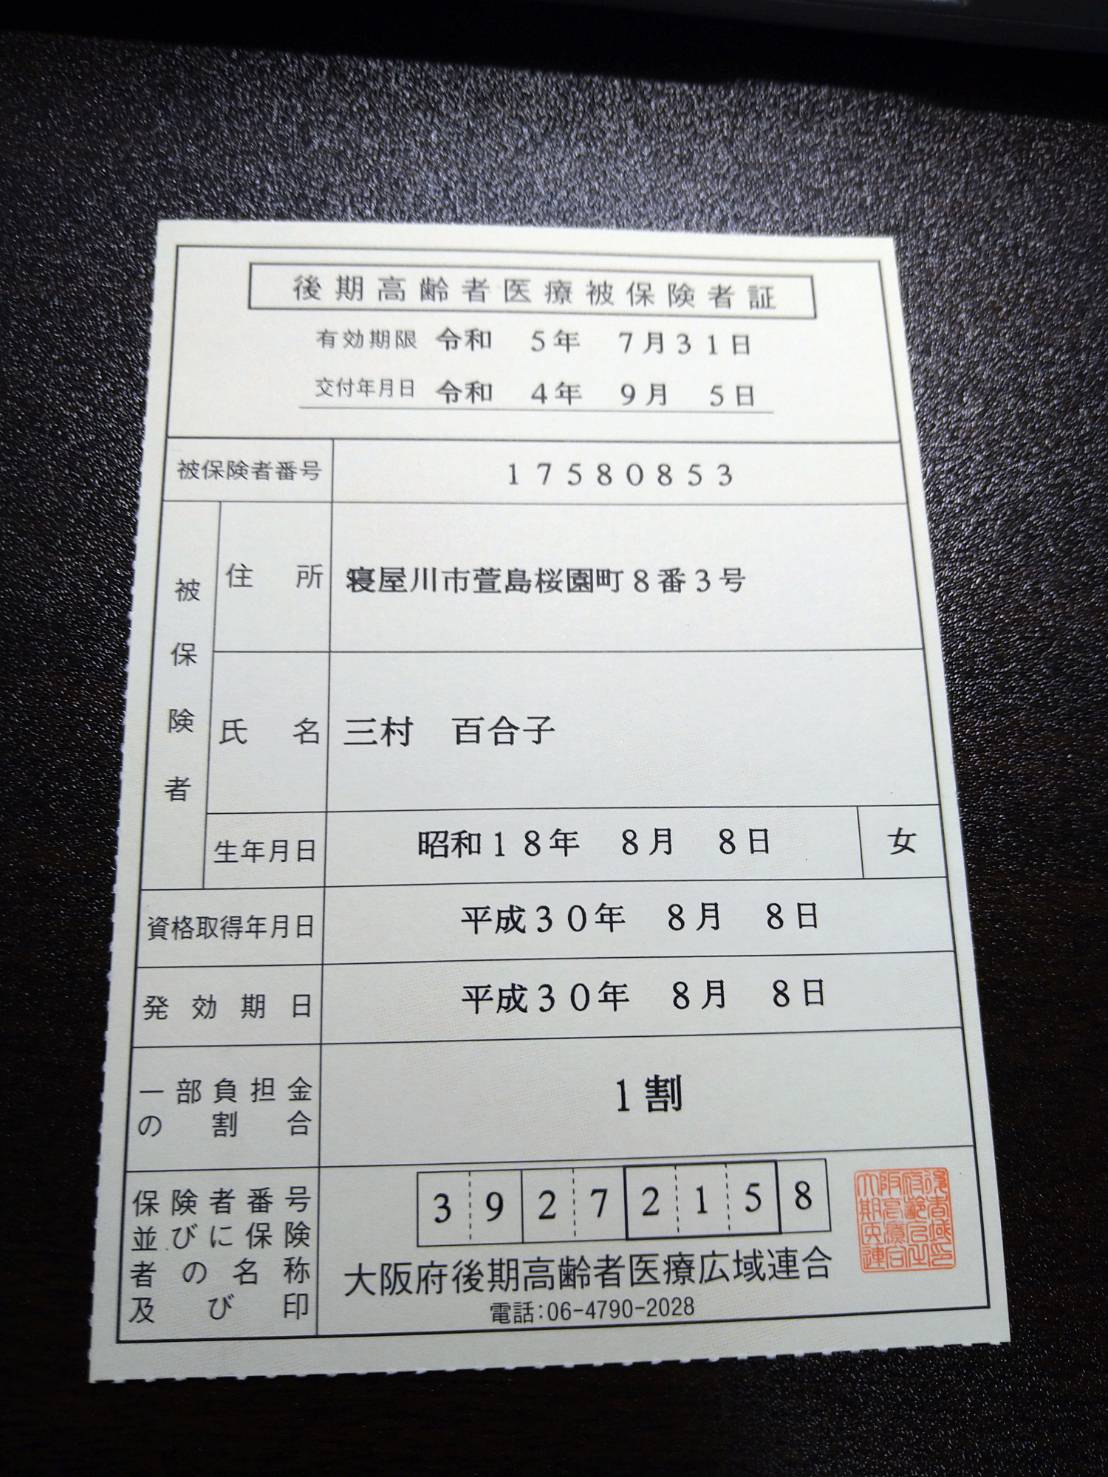 後期高齢者医療被保険者証
有効期限 令和 5年 7月31日
交付年月日 令和 4年 9月 5日
被保険者番号 17580853
被保険者
住所 寝屋川市萱島桜園町8番3号
氏名 三村 百合子
生年月日 昭和18年 8月 8日 女
資格取得年月日 平成30年 8月 8日
発効期日 平成30年 8月 8日
一部負担金
の割合
1割
保険者番号
並びに保険
者の名称
及び印
39272158
大阪府後期高齢者医療広域連合
電話:06-4790-2028